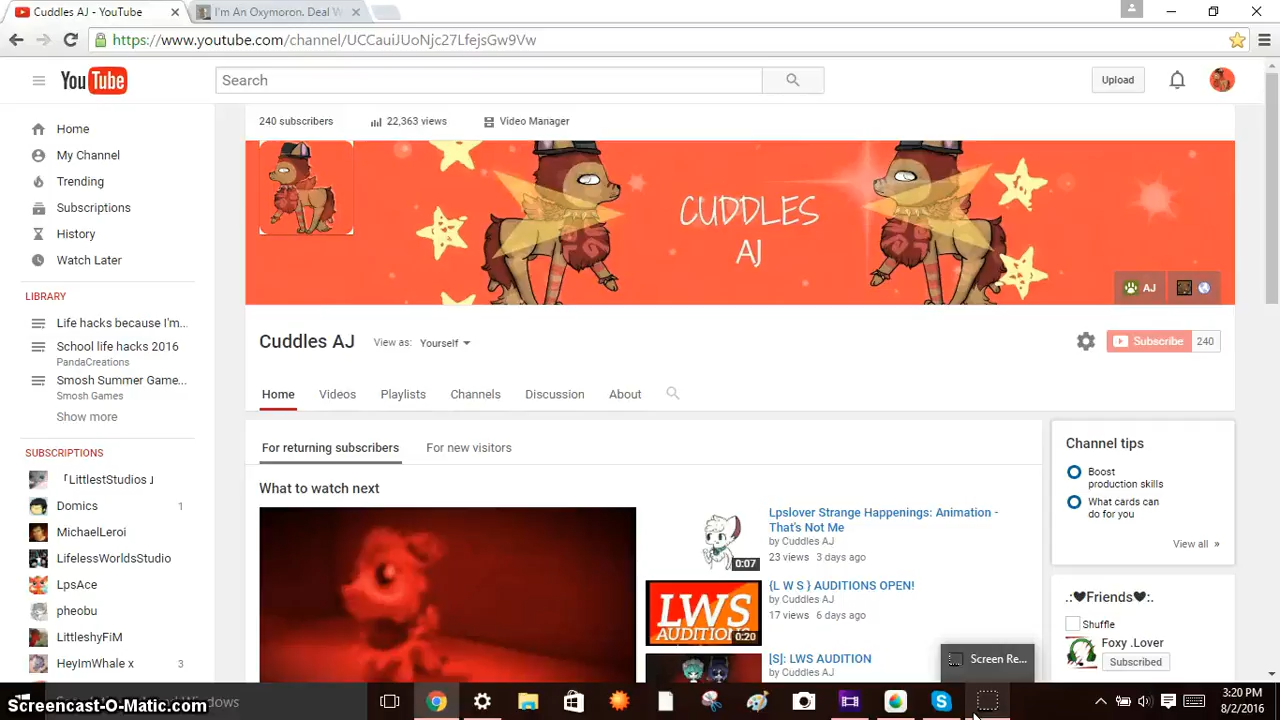 Cuddles AJ - YouTube
I'm An Oxymoron. Deal W
https://www.youtube.com/channel/UCCauiJUoNjc27LfejsGw9Vw
YouTube
Search
Upload
240 subscribers
22,363 views
Video Manager
Home
My Channel
Trending
Subscriptions
History
Watch Later
LIBRARY
Life hacks because I'm...
School life hacks 2016
PandaCreations
Smosh Summer Game...
Smosh Games
Show more
SUBSCRIPTIONS
「LittlestStudios」
Domics 1
MichaelLeroi
LifelessWorldsStudio
LpsAce
pheobu
LittleshyFiM
HeyImWhale x 3
CUDDLES
AJ
AJ
Cuddles AJ
View as: Yourself
Subscribe 240
Home
Videos
Playlists
Channels
Discussion
About
For returning subscribers
For new visitors
What to watch next
Lpslover Strange Happenings: Animation -
That's Not Me
by Cuddles AJ
23 views 3 days ago
0:07
{L W S } AUDITIONS OPEN!
by Cuddles AJ
17 views 6 days ago
LWS
AUDITIONS
0:20
[S]: LWS AUDITION
by Cuddles AJ
Channel tips
Boost
production skills
What cards can
do for you
View all »
.:♥Friends♥:.
Shuffle
Foxy .Lover
Subscribed
Screen Re...
Screencast-O-Matic.com
3:20 PM
8/2/2016